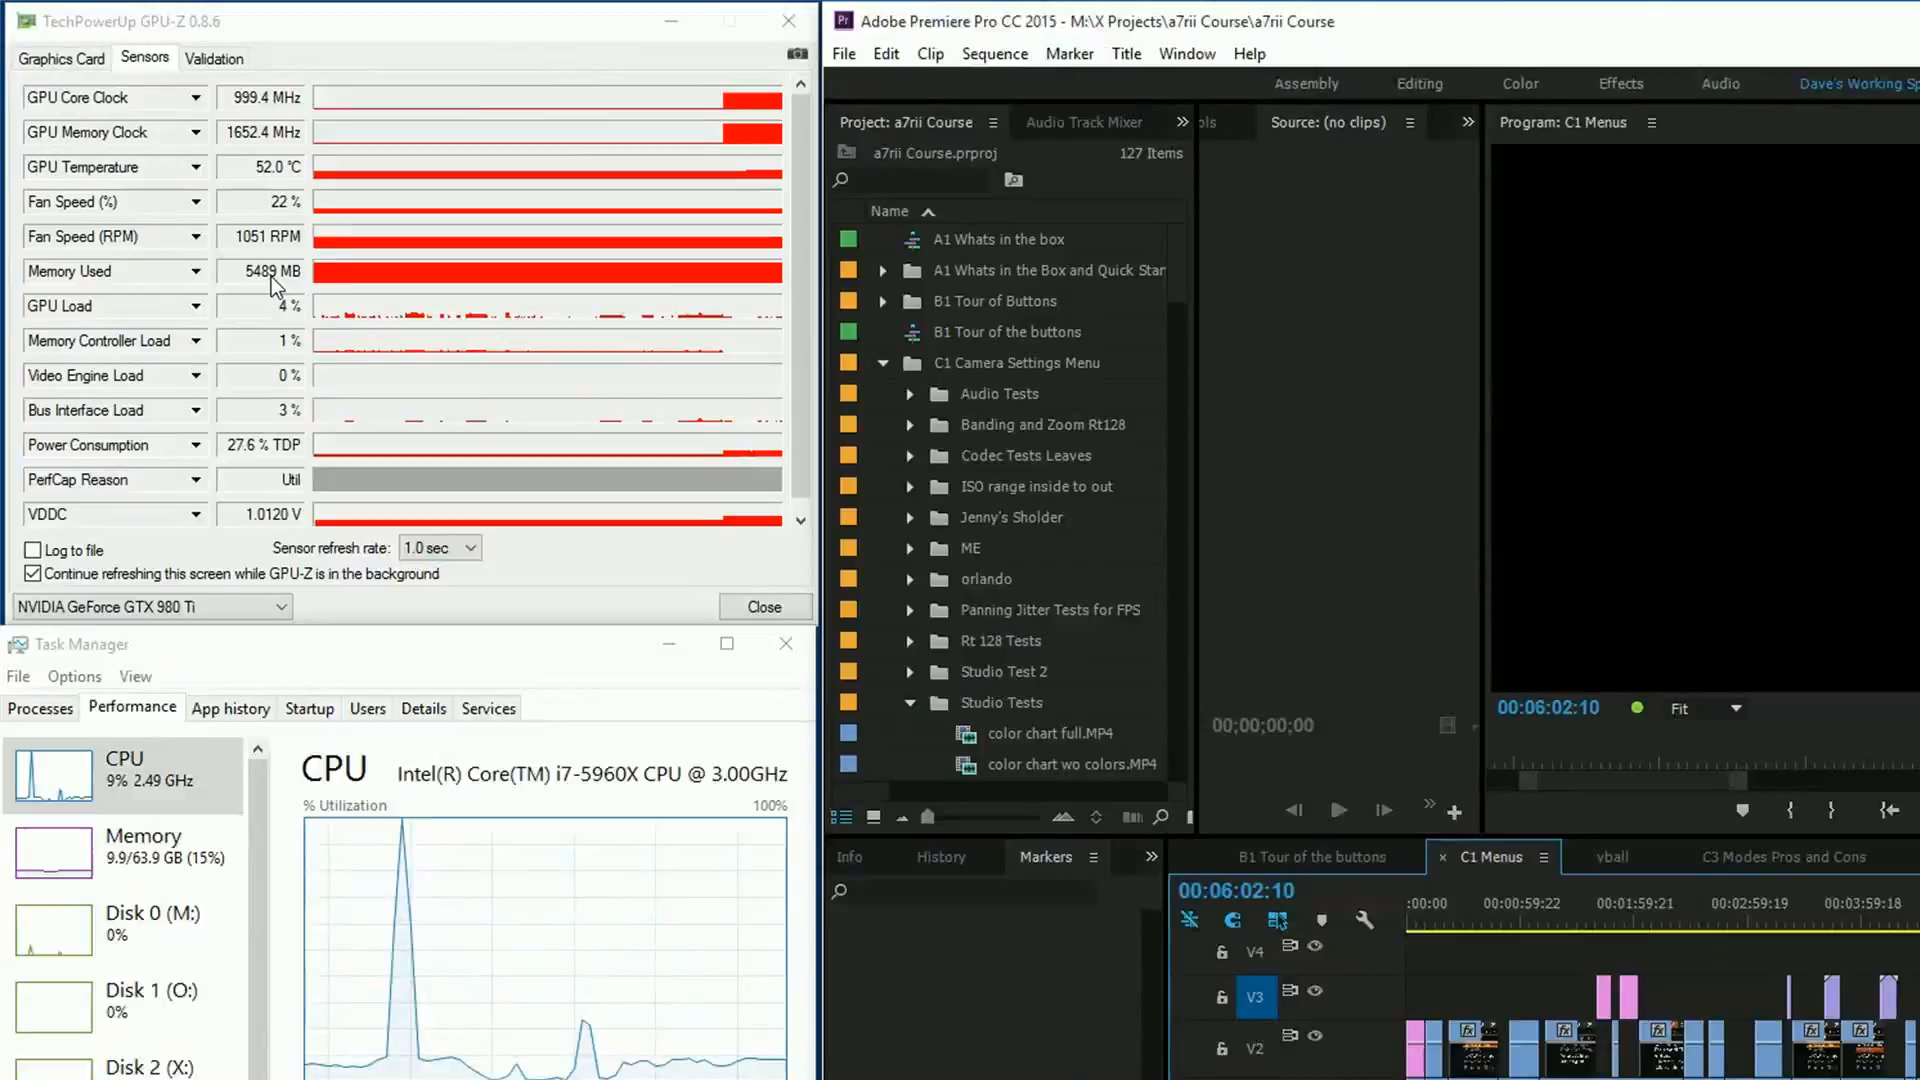 TechPowerUp GPU-Z 0.8.6
Graphics Card
Sensors
Validation
GPU Core Clock 999.4 MHz
GPU Memory Clock 1652.4 MHz
GPU Temperature 52.0 °C
Fan Speed (%) 22 %
Fan Speed (RPM) 1051 RPM
Memory Used 5489 MB
GPU Load 4 %
Memory Controller Load 1 %
Video Engine Load 0 %
Bus Interface Load 3 %
Power Consumption 27.6 % TDP
PerfCap Reason Util
VDDC 1.0120 V
Log to file
Sensor refresh rate: 1.0 sec
Continue refreshing this screen while GPU-Z is in the background
NVIDIA GeForce GTX 980 Ti
Close
Task Manager
File Options View
Processes Performance App history Startup Users Details Services
CPU
9% 2.49 GHz
Memory
9.9/63.9 GB (15%)
Disk 0 (M:)
0%
Disk 1 (O:)
0%
Disk 2 (X:)
CPU Intel(R) Core(TM) i7-5960X CPU @ 3.00GHz
% Utilization 100%
Pr Adobe Premiere Pro CC 2015 - M:\X Projects\a7rii Course\a7rii Course
File Edit Clip Sequence Marker Title Window Help
Assembly Editing Color Effects Audio Dave's Working Sp
Project: a7rii Course
Audio Track Mixer
ols
Source: (no clips)
Program: C1 Menus
a7rii Course.prproj 127 Items
Name
A1 Whats in the box
A1 Whats in the Box and Quick Star
B1 Tour of Buttons
B1 Tour of the buttons
C1 Camera Settings Menu
Audio Tests
Banding and Zoom Rt128
Codec Tests Leaves
ISO range inside to out
Jenny's Sholder
ME
orlando
Panning Jitter Tests for FPS
Rt 128 Tests
Studio Test 2
Studio Tests
color chart full.MP4
color chart wo colors.MP4
00;00;00;00
00:06:02:10 Fit
Info History Markers
B1 Tour of the buttons
C1 Menus
yball
C3 Modes Pros and Cons
00:06:02:10
:00:00 00:00:59:22 00:01:59:21 00:02:59:19 00:03:59:18
V4
V3
V2
fx fx fx fx fx